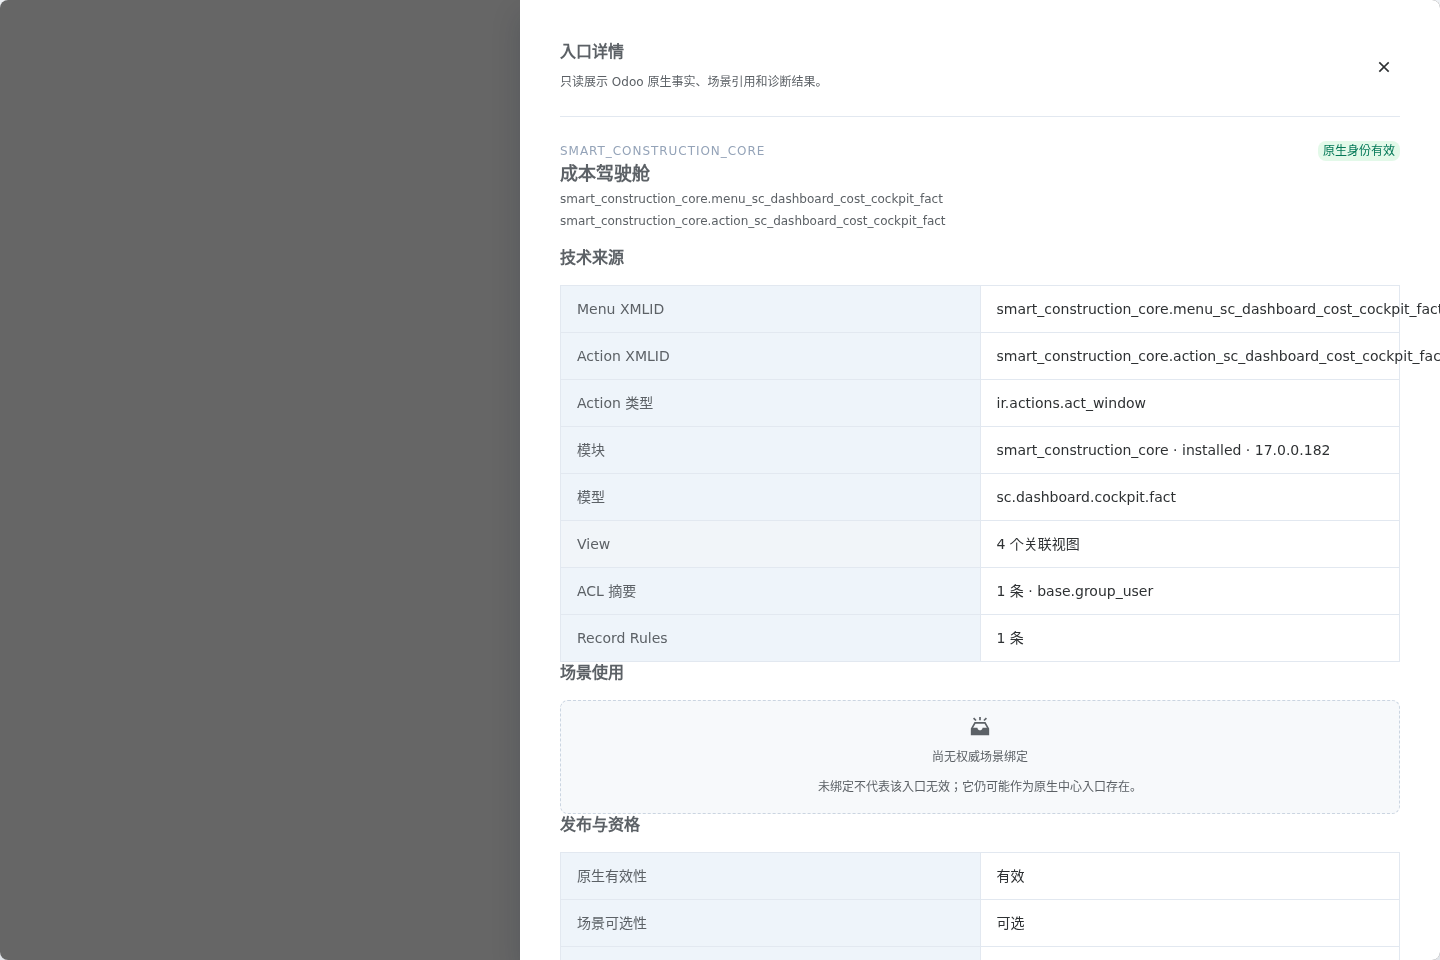 入口详情
只读展示 Odoo 原生事实、场景引用和诊断结果。
SMART_CONSTRUCTION_CORE
原生身份有效
成本驾驶舱
smart_construction_core.menu_sc_dashboard_cost_cockpit_fact
smart_construction_core.action_sc_dashboard_cost_cockpit_fact
技术来源
Menu XMLID smart_construction_core.menu_sc_dashboard_cost_cockpit_fact
Action XMLID smart_construction_core.action_sc_dashboard_cost_cockpit_fac
Action 类型 ir.actions.act_window
模块 smart_construction_core · installed · 17.0.0.182
模型 sc.dashboard.cockpit.fact
View 4 个关联视图
ACL 摘要 1 条 · base.group_user
Record Rules 1 条
场景使用
尚无权威场景绑定
未绑定不代表该入口无效；它仍可能作为原生中心入口存在。
发布与资格
原生有效性 有效
场景可选性 可选